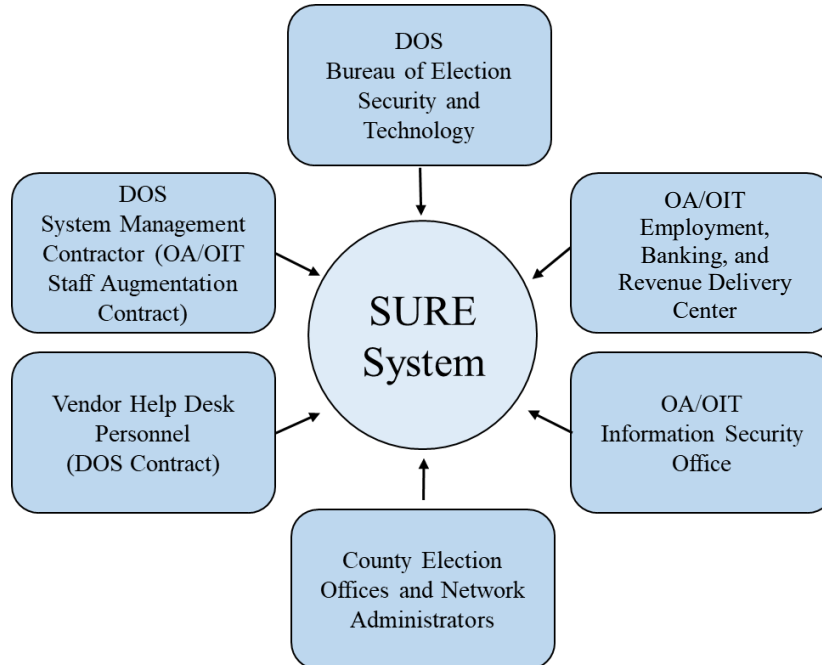 DOS
Bureau of Election
Security and
Technology
DOS
System Management
Contractor (OA/OIT
Staff Augmentation
Contract)
OA/OIT
Employment,
Banking, and
Revenue Delivery
Center
SURE
System
Vendor Help Desk
Personnel
(DOS Contract)
OA/OIT
Information Security
Office
County Election
Offices and Network
Administrators